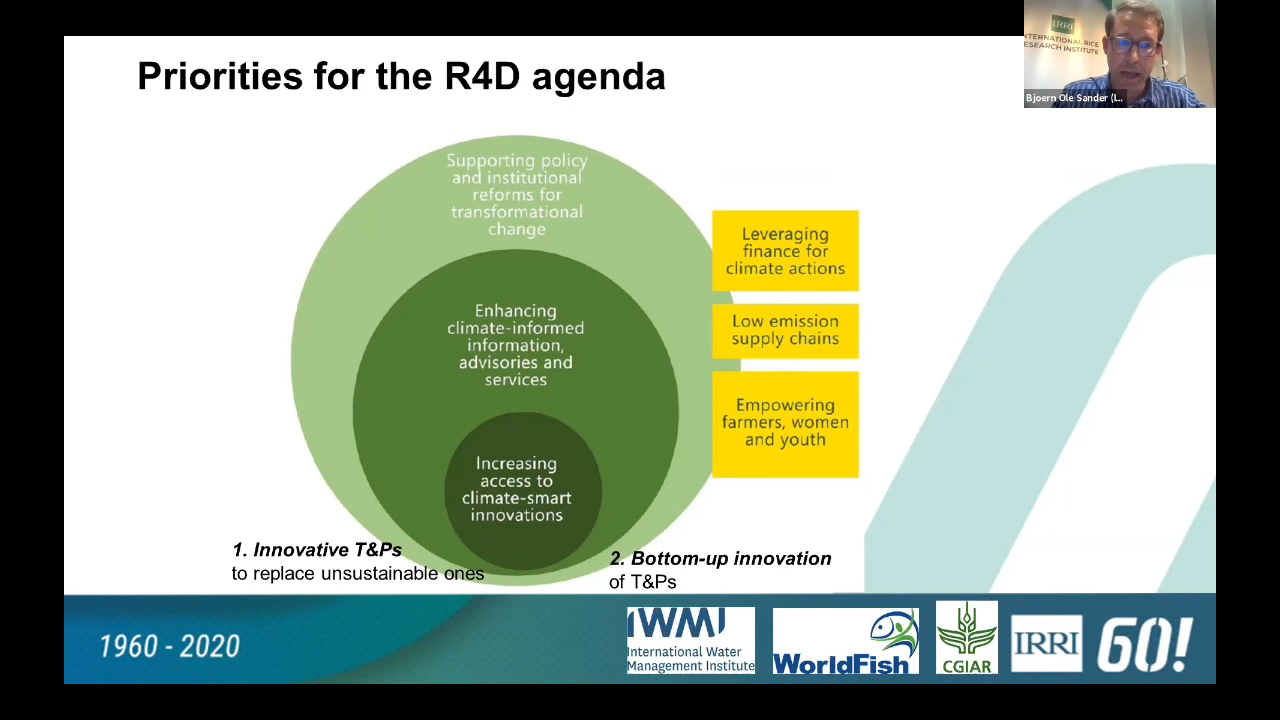 Priorities for the R4D agenda
IRRI
INTERNATIONAL RICE
RESEARCH INSTITUTE
Bjoern Ole Sander (L..
Supporting policy
and institutional
reforms for
transformational
change
Enhancing
climate-informed
information,
advisories and
services
Increasing
access to
climate-smart
innovations
Leveraging
finance for
climate actions
Low emission
supply chains
Empowering
farmers, women
and youth
1. Innovative T&Ps
to replace unsustainable ones
2. Bottom-up innovation
of T&Ps
1960 - 2020
IWMI
International Water
Management Institute
WorldFish
CGIAR
IRRI
60!